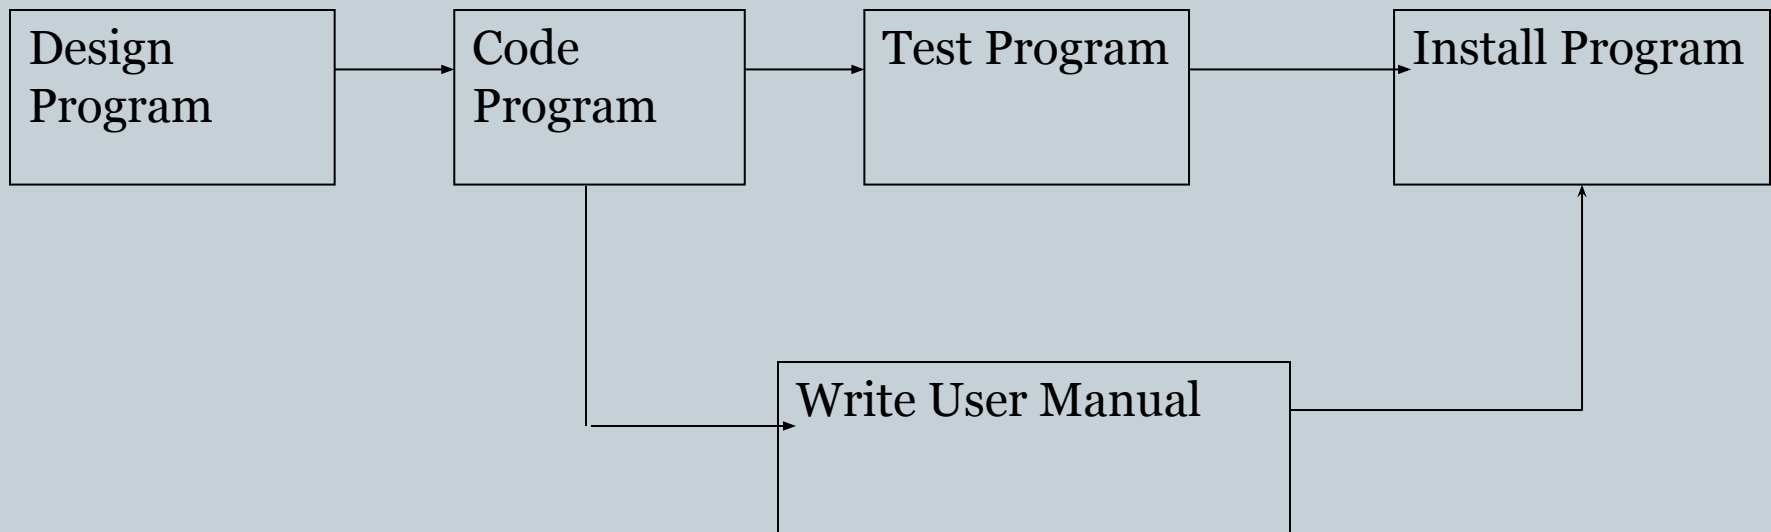 Design
Program
Code
Program
Test Program
Install Program
Write User Manual